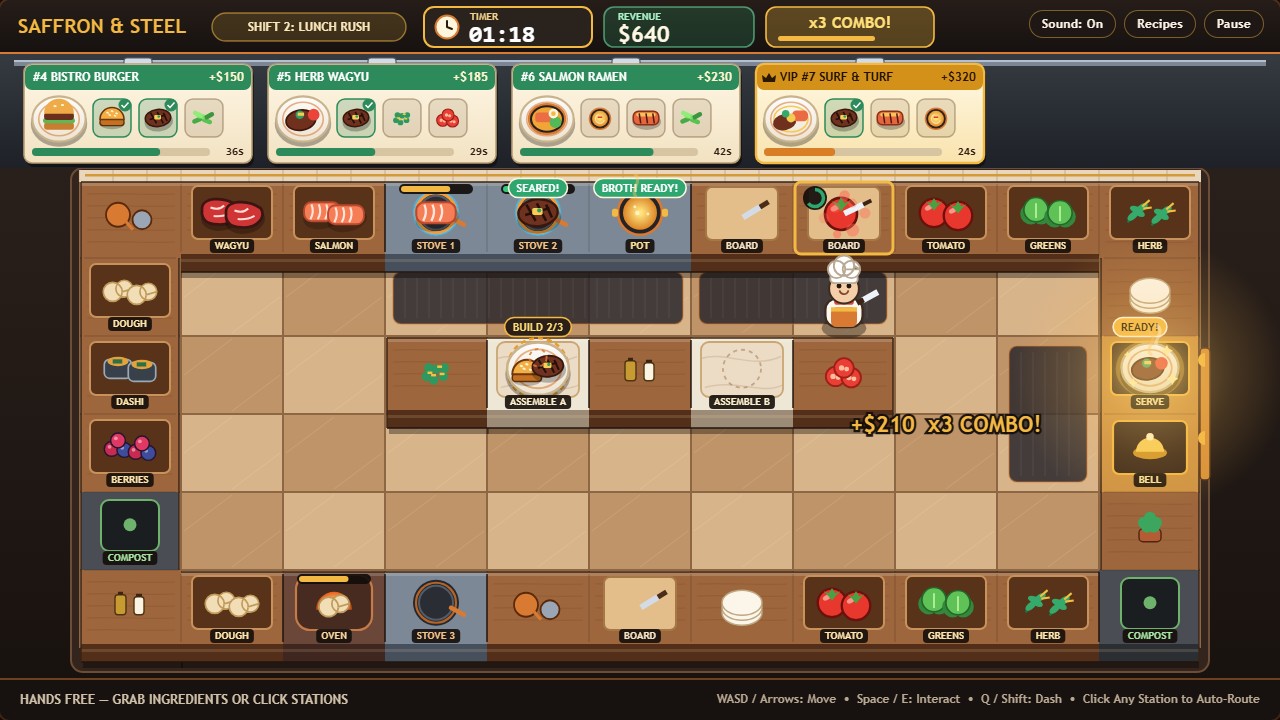 SAFFRON & STEEL
SHIFT 2: LUNCH RUSH
TIMER
01:18
REVENUE
$640
x3 COMBO!
Sound: On
Recipes
Pause
#4 BISTRO BURGER +$150
36s
#5 HERB WAGYU +$185
29s
#6 SALMON RAMEN +$230
42s
VIP #7 SURF & TURF +$320
24s
SEARED!
BROTH READY!
WAGYU
SALMON
STOVE 1
STOVE 2
POT
BOARD
BOARD
TOMATO
GREENS
HERB
DOUGH
BUILD 2/3
READY!
DASHI
ASSEMBLE A
ASSEMBLE B
SERVE
+$210 x3 COMBO!
BERRIES
BELL
COMPOST
DOUGH
OVEN
STOVE 3
BOARD
TOMATO
GREENS
HERB
COMPOST
HANDS FREE — GRAB INGREDIENTS OR CLICK STATIONS
WASD / Arrows: Move • Space / E: Interact • Q / Shift: Dash • Click Any Station to Auto-Route